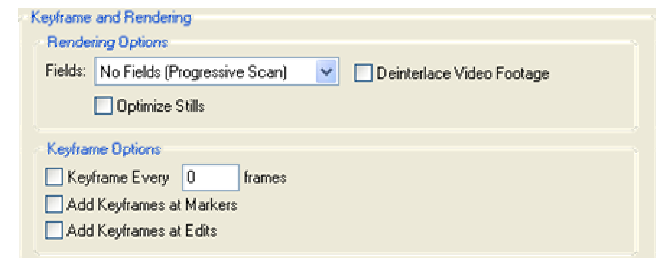 Keyframe and Rendering
Rendering Options
Fields: No Fields (Progressive Scan) Deinterlace Video Footage
Optimize Stills
Keyframe Options
Keyframe Every 0 frames
Add Keyframes at Markers
Add Keyframes at Edits